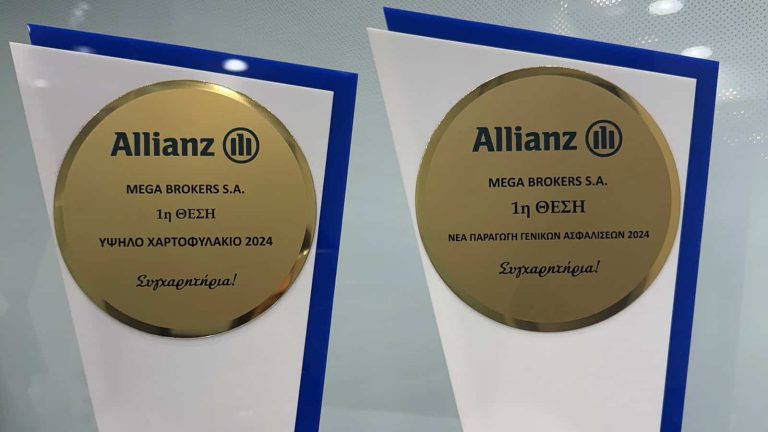 Allianz
MEGA BROKERS S.A.
1η ΘΕΣΗ
ΥΨΗΛΟ ΧΑΡΤΟΦΥΛΑΚΙΟ 2024
Συγχαρητήρια!
Allianz
MEGA BROKERS S.A.
1η ΘΕΣΗ
ΝΕΑ ΠΑΡΑΓΩΓΗ ΓΕΝΙΚΩΝ ΑΣΦΑΛΙΣΕΩΝ 2024
Συγχαρητήρια!